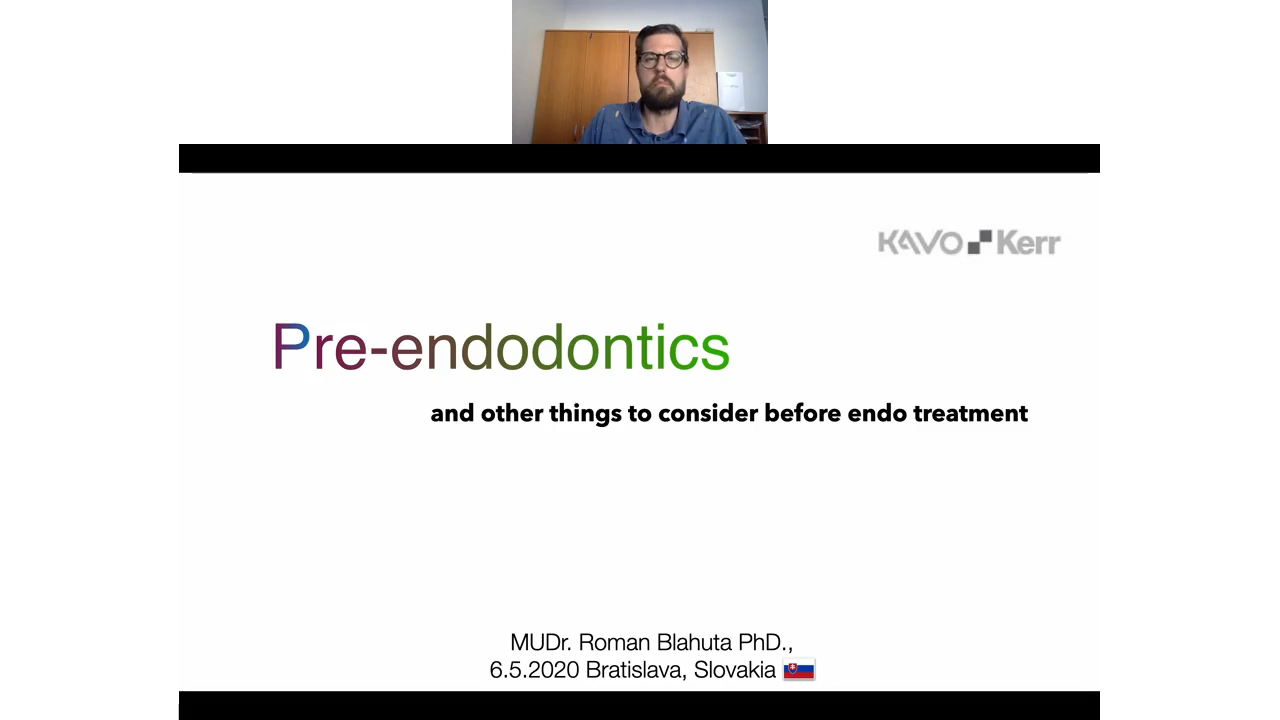 KAVO Kerr
Pre-endodontics
and other things to consider before endo treatment
MUDr. Roman Blahuta PhD.,
6.5.2020 Bratislava, Slovakia 🇸🇰